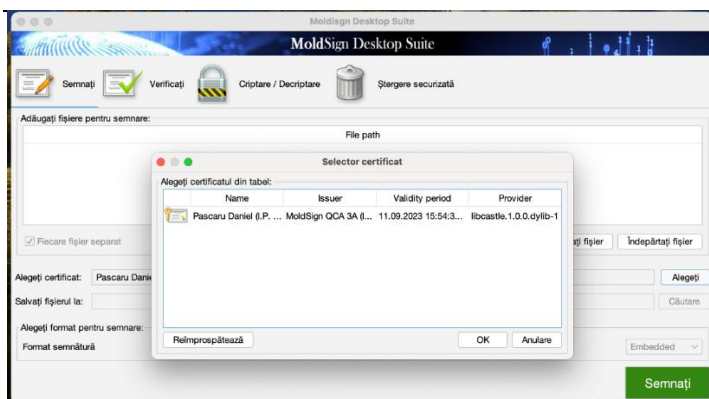 Moldisgn Desktop Suite
MoldSign Desktop Suite
Semnați
Verificați
Criptare / Decriptare
Ștergere securizată
Adăugați fișiere pentru semnare:
File path
Selector certificat
Alegeți certificatul din tabel:
Name Issuer Validity period Provider
Pascaru Daniel (I.P. ... MoldSign QCA 3A (I... 11.09.2023 15:54:3... libcastle.1.0.0.dylib-1
Fiecare fișier separat
ți fișier
Îndepărtați fișier
Alegeți certificat: Pascaru Danie
Alegeți
Salvați fișierul la:
Căutare
Alegeți format pentru semnare:
Reîmprospătează
OK
Anulare
Format semnătură
Embedded
Semnați